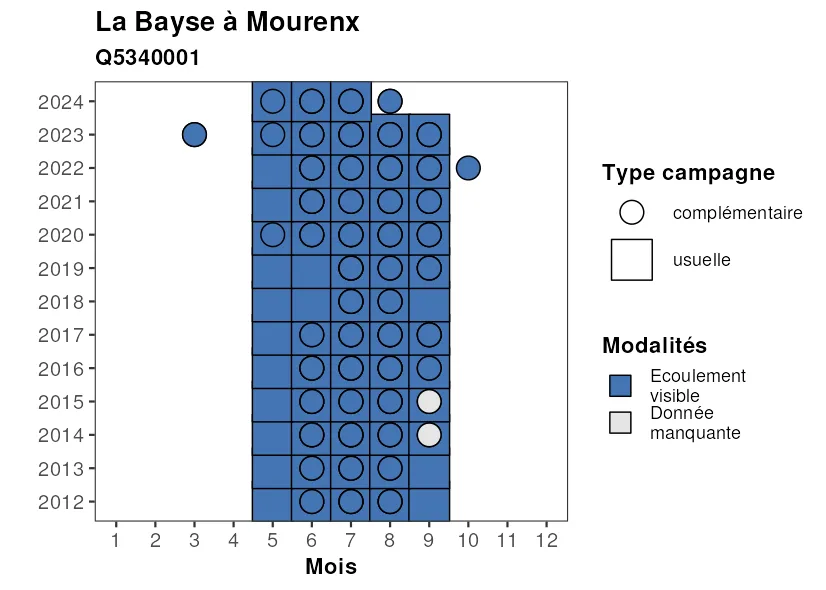 La Bayse à Mourenx
Q5340001
2024
2023
2022
2021
2020
2019
2018
2017
2016
2015
2014
2013
2012
1 2 3 4 5 6 7 8 9 10 11 12
Mois
Type campagne
complémentaire
usuelle
Modalités
Ecoulement
visible
Donnée
manquante